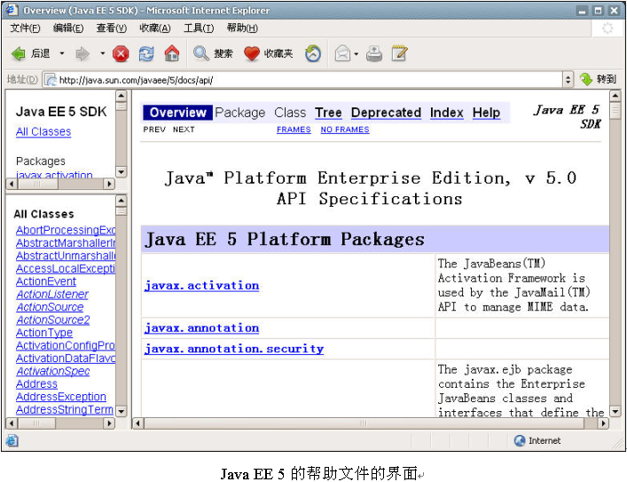 Overview (Java EE 5 SDK) - Microsoft Internet Explorer
文件(F) 编辑(E) 查看(V) 收藏(A) 工具(T) 帮助(H)
后退 搜索 收藏夹
地址(D) http://java.sun.com/javaee/5/docs/api/ 转到
Java EE 5 SDK
All Classes
Packages
javax.activation
All Classes
AbortProcessingExc
AbstractMarshallerIr
AbstractUnmarshalle
AccessLocalExcepti
ActionEvent
ActionListener
ActionSource
ActionSource2
ActionType
ActivationConfigPro
ActivationDataFlavo
ActivationSpec
Address
AddressException
AddressStringTerm
Overview Package Class Tree Deprecated Index Help
Java EE 5
SDK
PREV NEXT FRAMES NO FRAMES
Java™ Platform Enterprise Edition, v 5.0
API Specifications
Java EE 5 Platform Packages
javax.activation
The JavaBeans(TM)
Activation Framework is
used by the JavaMail(TM)
API to manage MIME data.
javax.annotation
javax.annotation.security
The javax.ejb package
contains the Enterprise
JavaBeans classes and
interfaces that define the
Internet
Java EE 5 的帮助文件的界面